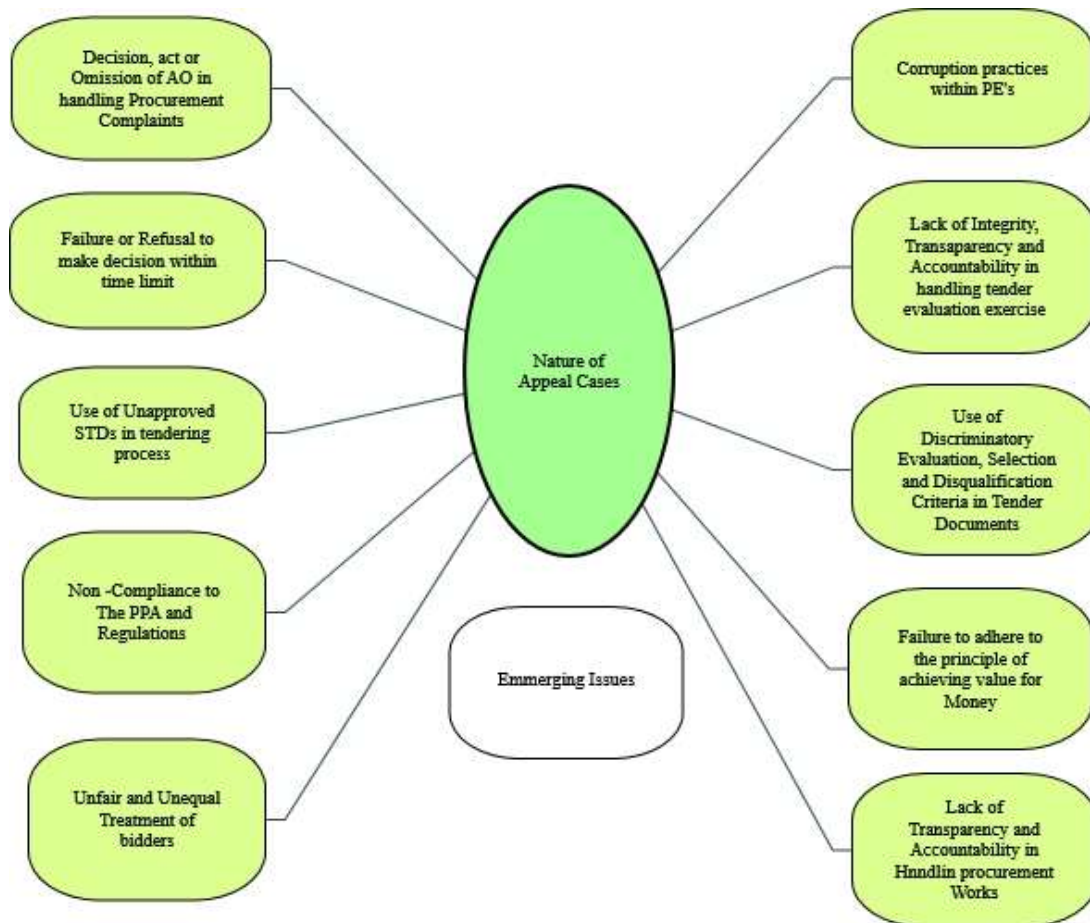 Decision, act or
Omission of AO in
handling Procurement
Complaints
Failure or Refusal to
make decision within
time limit
Use of Unapproved
STDs in tendering
process
Non -Compliance to
The PPA and
Regulations
Unfair and Unequal
Treatment of
bidders
Nature of
Appeal Cases
Emmerging Issues
Corruption practices
within PE's
Lack of Integrity,
Transaparency and
Accountability in
handling tender
evaluation exercise
Use of
Discriminatory
Evaluation, Selection
and Disqualification
Criteria in Tender
Documents
Failure to adhere to
the principle of
achieving value for
Money
Lack of
Transparency and
Accountability in
Hnndlin procurement
Works